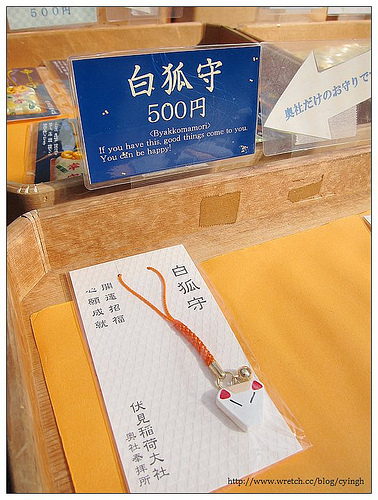 500円
白狐守
500円
(Byakkomamori)
If you have this, good things come to you.
You can be happy!
奥社だけのお守りで
白狐守
開運招福
心願成就
伏見稲荷大社
奥社奉拝所
http://www.wretch.cc/blog/cyingh